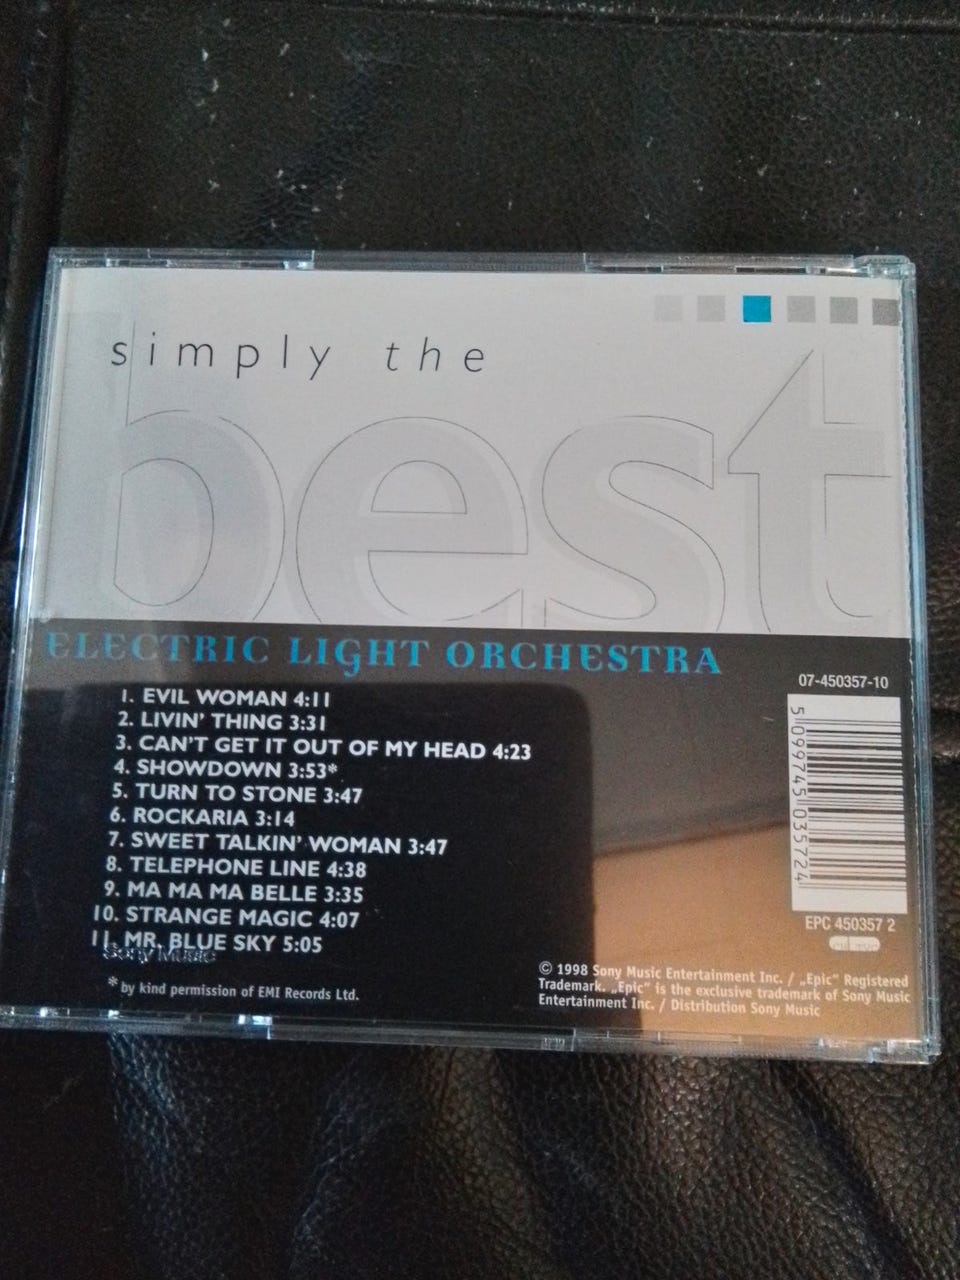 simply the
best
ELECTRIC LIGHT ORCHESTRA
07-450357-10
1. EVIL WOMAN 4:11
2. LIVIN' THING 3:31
3. CAN'T GET IT OUT OF MY HEAD 4:23
4. SHOWDOWN 3:53*
5. TURN TO STONE 3:47
6. ROCKARIA 3:14
7. SWEET TALKIN' WOMAN 3:47
8. TELEPHONE LINE 4:38
9. MA MA MA BELLE 3:35
10. STRANGE MAGIC 4:07
11. MR. BLUE SKY 5:05
Sony Music
* by kind permission of EMI Records Ltd.
5 099745 035724
EPC 450357 2
© 1998 Sony Music Entertainment Inc. / „Epic" Registered
Trademark. „Epic" is the exclusive trademark of Sony Music
Entertainment Inc. / Distribution Sony Music